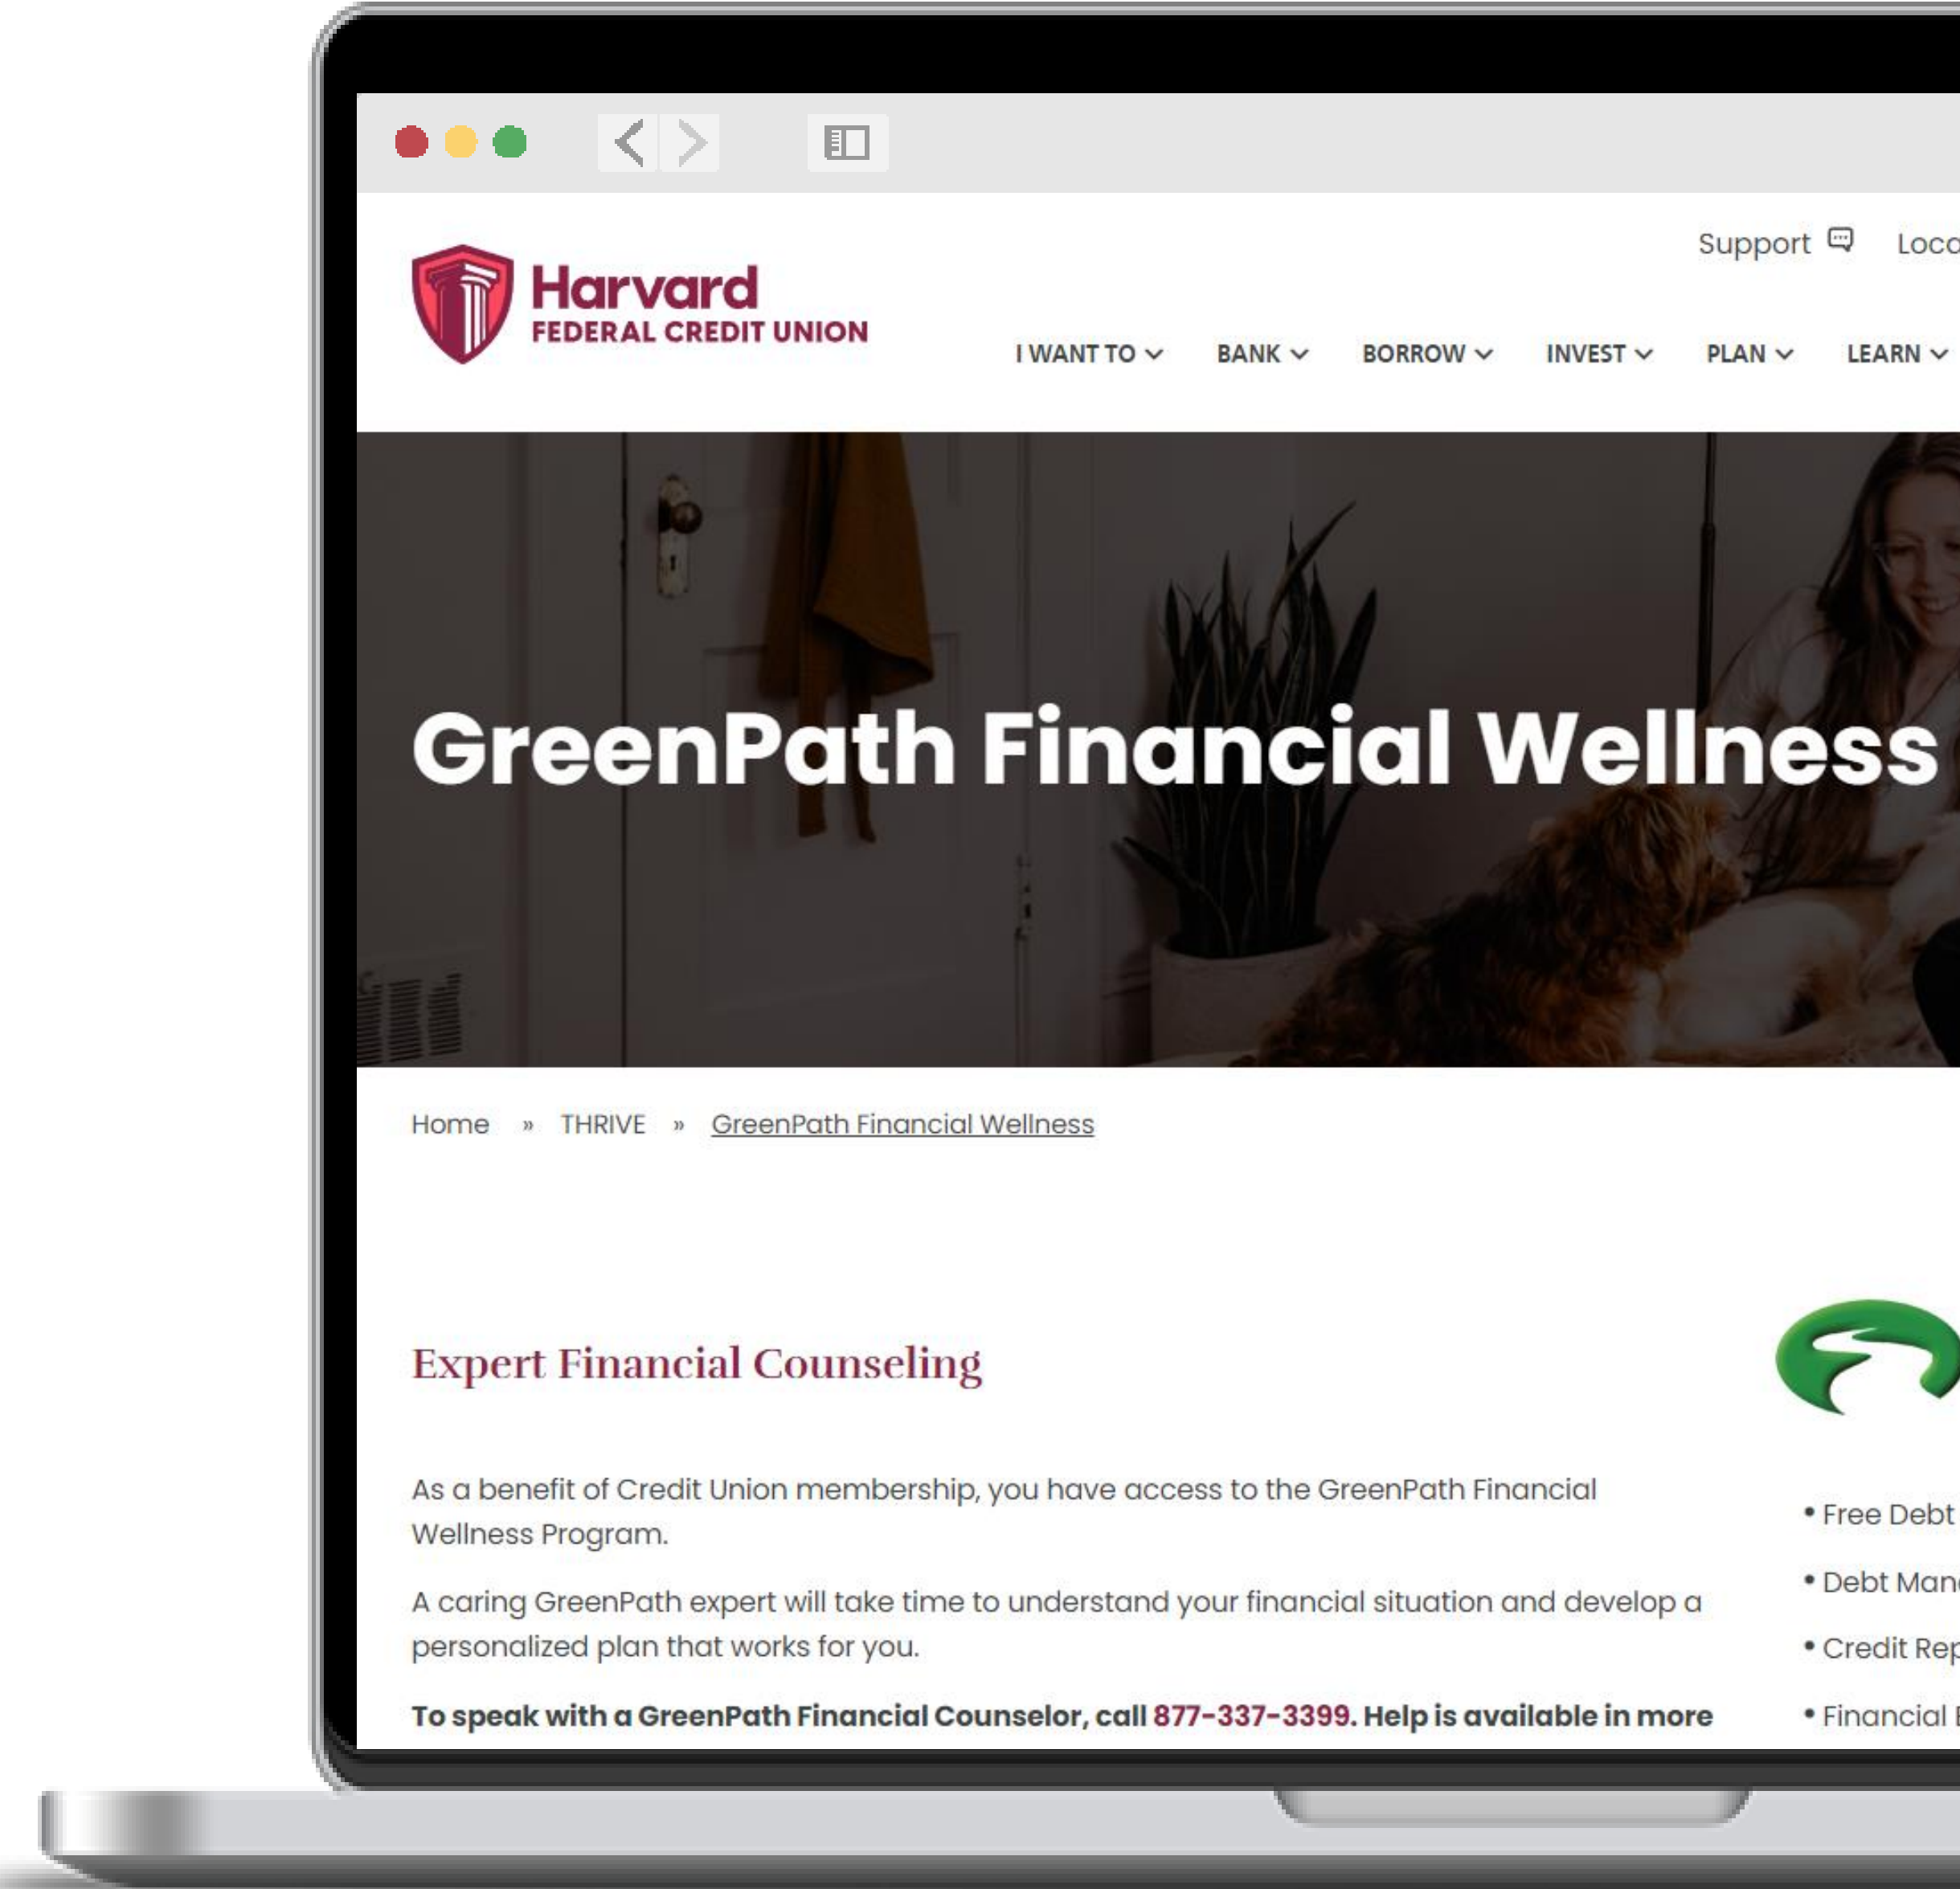 Support
Harvard
FEDERAL CREDIT UNION
I WANT TO BANK BORROW INVEST PLAN LEARN
GreenPath Financial Wellness
Home » THRIVE » GreenPath Financial Wellness
Expert Financial Counseling
As a benefit of Credit Union membership, you have access to the GreenPath Financial
Wellness Program.
A caring GreenPath expert will take time to understand your financial situation and develop a
personalized plan that works for you.
To speak with a GreenPath Financial Counselor, call 877-337-3399. Help is available in more
• Free Debt
• Debt
• Credit
• Financial